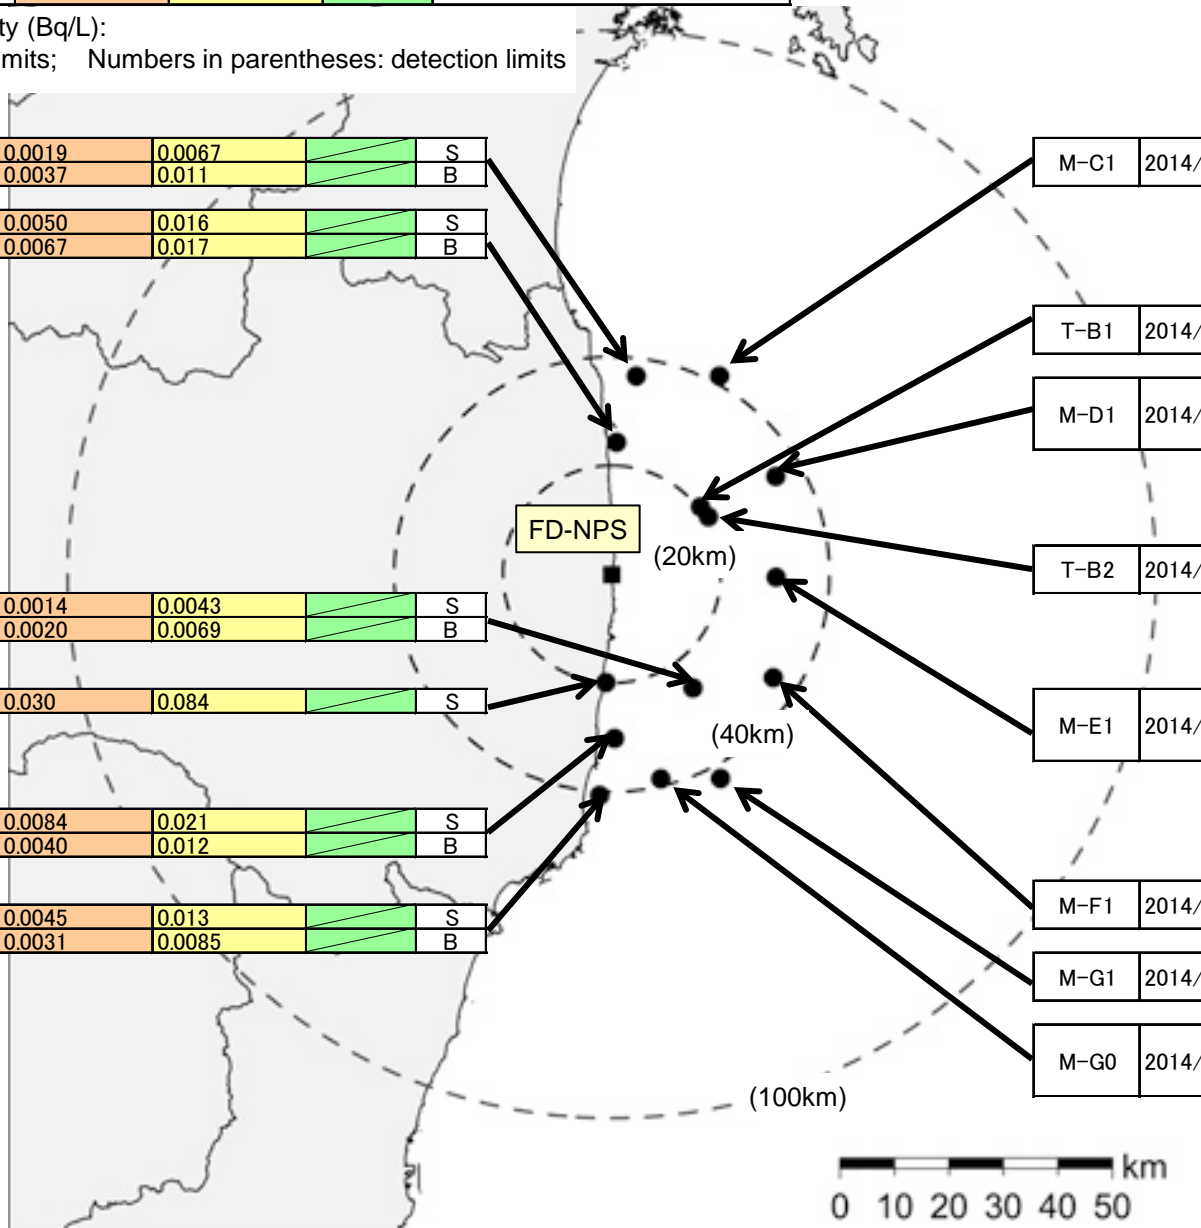 ty (Bq/L):
mits; Numbers in parentheses: detection limits
0.0019 0.0067 S
0.0037 0.011 B
M-C1 2014/
0.0050 0.016 S
0.0067 0.017 B
T-B1 2014/
M-D1 2014/
FD-NPS
(20km)
T-B2 2014/
0.0014 0.0043 S
0.0020 0.0069 B
0.030 0.084 S
(40km)
M-E1 2014/
0.0084 0.021 S
0.0040 0.012 B
0.0045 0.013 S
0.0031 0.0085 B
M-F1 2014/
M-G1 2014/
M-G0 2014/
(100km)
km
0 10 20 30 40 50